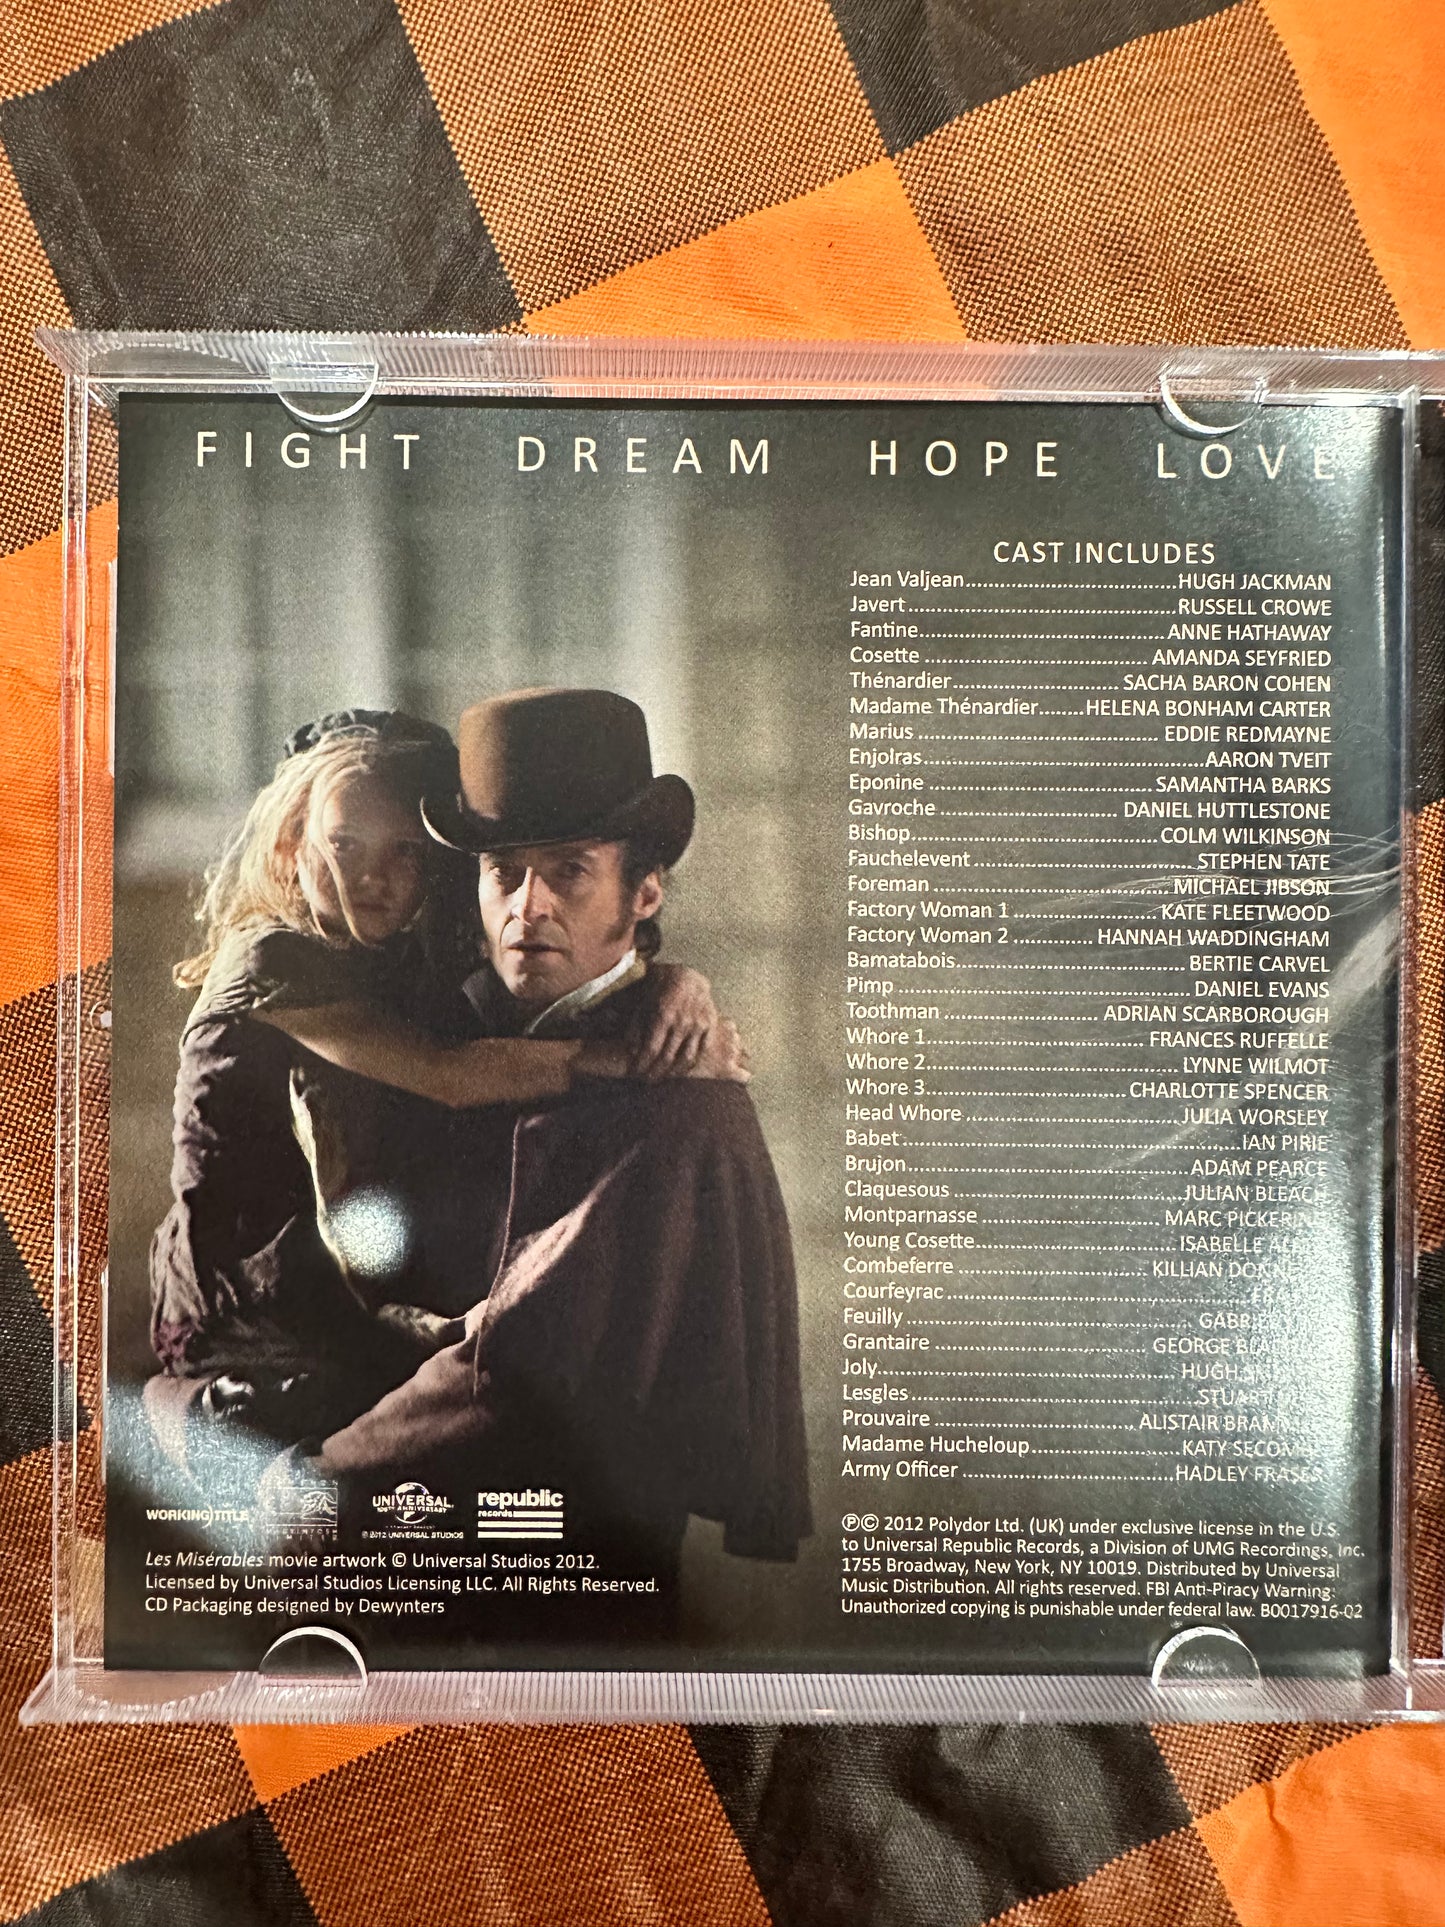 FIGHT DREAM HOPE LOVE
CAST INCLUDES
Jean Valjean....................................HUGH JACKMAN
Javert..............................................RUSSELL CROWE
Fantine..........................................ANNE HATHAWAY
Cosette ...................................... AMANDA SEYFRIED
Thénardier............................ SACHA BARON COHEN
Madame Thénardier........HELENA BONHAM CARTER
Marius ......................................... EDDIE REDMAYNE
Enjolras................................................AARON TVEIT
Eponine ......................................SAMANTHA BARKS
Gavroche .............................. DANIEL HUTTLESTONE
Bishop..........................................COLM WILKINSON
Fauchelevent.....................................STEPHEN TATE
Foreman ........................................MICHAEL JIBSON
Factory Woman 1........................ KATE FLEETWOOD
Factory Woman 2.............. HANNAH WADDINGHAM
Bamatabois.......................................BERTIE CARVEL
Pimp ..................................................DANIEL EVANS
Toothman .......................... ADRIAN SCARBOROUGH
Whore 1.....................................FRANCES RUFFELLE
Whore 2...........................................LYNNE WILMOT
Whore 3..................................CHARLOTTE SPENCER
Head Whore ....................................JULIA WORSLEY
Babet.........................................................IAN PIRIE
Brujon................................................ADAM PEARCE
Claquesous .......................................JULIAN BLEACH
Montparnasse .............................. MARC
Young Cosette..................................ISABELLE
Combeferre ................................ KILLIAN
Courfeyrac
Feuilly
Grantaire .................................... GEORGE
Joly................................................... HUGH
Lesgles
Prouvaire ..................................ALISTAIR
Madame Hucheloup.........................KATY
Army Officer ....................................HADLEY FRASER
WORKING TITLE
UNIVERSAL
100TH ANNIVERSARY
© 2012 UNIVERSAL STUDIOS
republic
records
Les Misérables movie artwork © Universal Studios 2012.
Licensed by Universal Studios Licensing LLC. All Rights Reserved.
CD Packaging designed by Dewynters
℗© 2012 Polydor Ltd. (UK) under exclusive license in the U.S.
to Universal Republic Records, a Division of UMG Recordings, Inc.
1755 Broadway, New York, NY 10019. Distributed by Universal
Music Distribution. All rights reserved. FBI Anti-Piracy Warning:
Unauthorized copying is punishable under federal law. B0017916-02